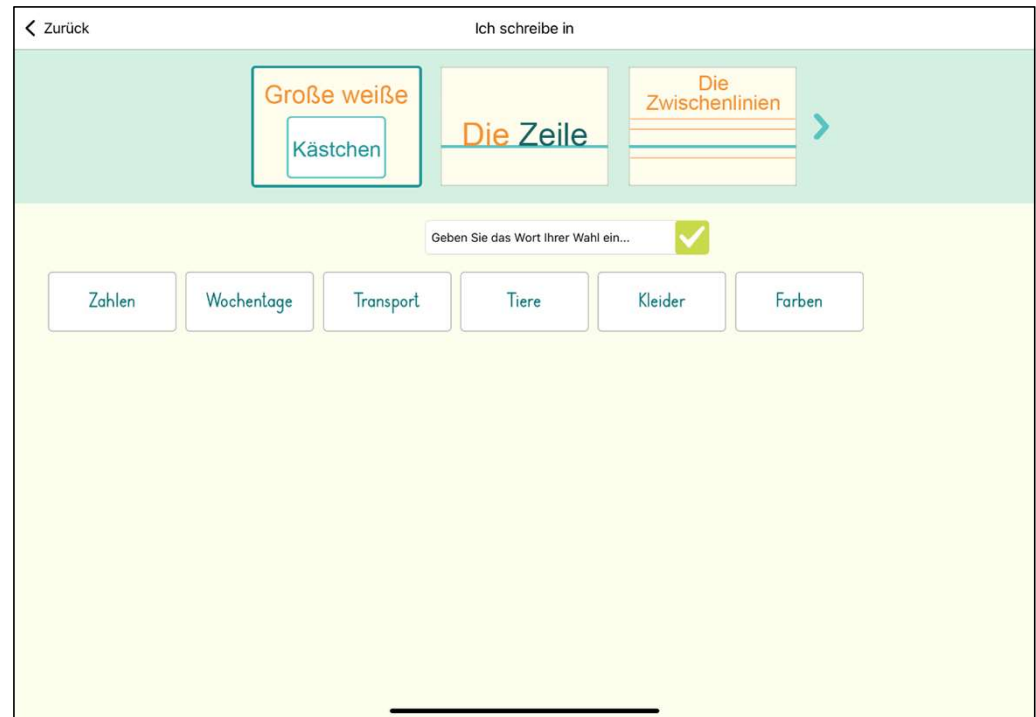 Zurück
Ich schreibe in
Große weiße
Kästchen
Die Zeile
Die
Zwischenlinien
Geben Sie das Wort Ihrer Wahl ein...
Zahlen
Wochentage
Transport
Tiere
Kleider
Farben